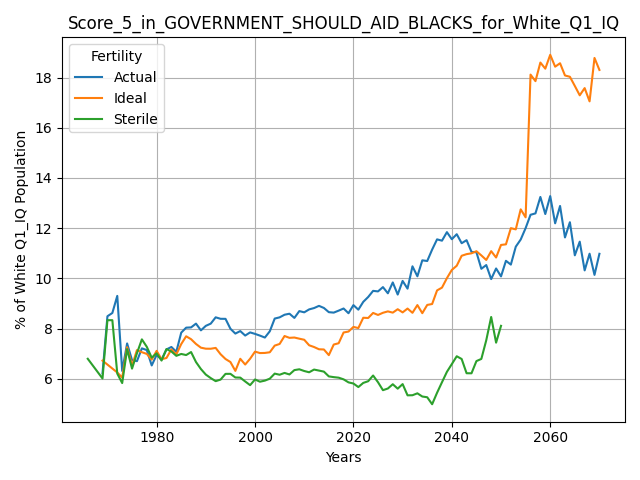 Score_5_in_GOVERNMENT_SHOULD_AID_BLACKS_for_White_Q1_IQ
Fertility
Actual
Ideal
Sterile
% of White Q1_IQ Population
18
16
14
12
10
8
6
1980
2000
2020
2040
2060
Years